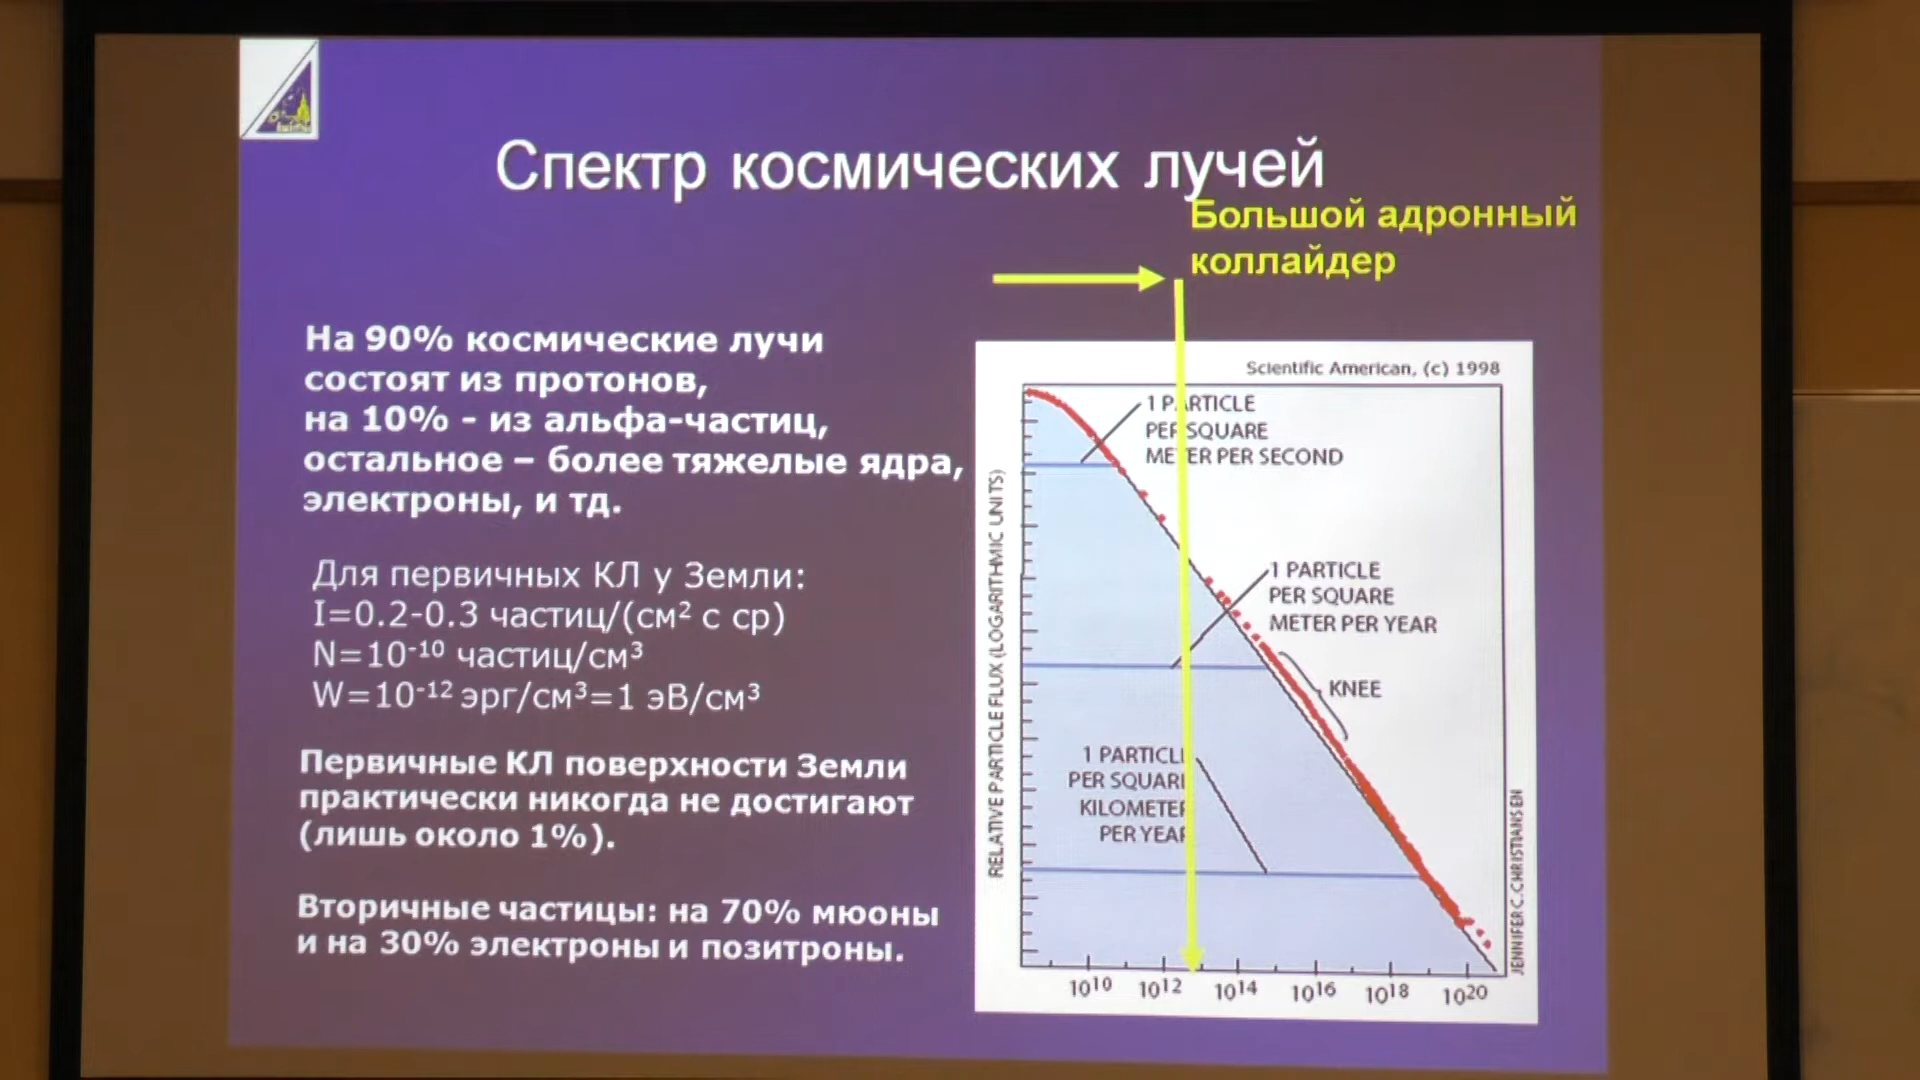 Спектр космических лучей
Большой адронный
коллайдер
На 90% космические лучи
состоят из протонов,
на 10% - из альфа-частиц,
остальное – более тяжелые ядра,
электроны, и тд.
Для первичных КЛ у Земли:
I=0.2-0.3 частиц/(см² с ср)
N=10⁻¹⁰ частиц/см³
W=10⁻¹² эрг/см³=1 эВ/см³
Первичные КЛ поверхности Земли
практически никогда не достигают
(лишь около 1%).
Вторичные частицы: на 70% мюоны
и на 30% электроны и позитроны.
Scientific American, (c) 1998
RELATIVE PARTICLE FLUX (LOGARITHMIC UNITS)
1 PARTICLE
PER SQUARE
METER PER SECOND
1 PARTICLE
PER SQUARE
METER PER YEAR
KNEE
1 PARTICLE
PER SQUARE
KILOMETER
PER YEAR
JENNIFER C. CHRISTIANSEN
10¹⁰ 10¹² 10¹⁴ 10¹⁶ 10¹⁸ 10²⁰